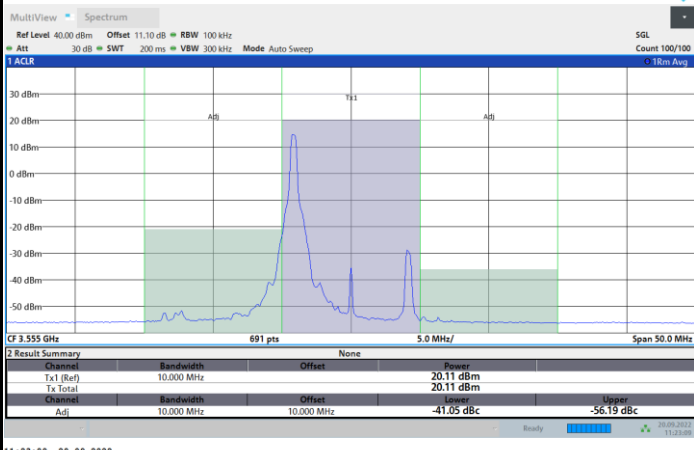 MultiView Spectrum
Ref Level 40.00 dBm Offset 11.10 dB RBW 100 kHz SGL
Att 30 dB SWT 200 ms VBW 300 kHz Mode Auto Sweep Count 100/100
1 ACLR 1Rm Avg
30 dBm
Tx1
20 dBm
Adj Adj
10 dBm
0 dBm
-10 dBm
-20 dBm
-30 dBm
-40 dBm
-50 dBm
CF 3.555 GHz 691 pts 5.0 MHz/ Span 50.0 MHz
2 Result Summary None
Channel Bandwidth Offset Power
Tx1 (Ref) 10.000 MHz 20.11 dBm
Tx Total 20.11 dBm
Channel Bandwidth Offset Lower Upper
Adj 10.000 MHz 10.000 MHz -41.05 dBc -56.19 dBc
Ready 20.09.2022
11:23:09